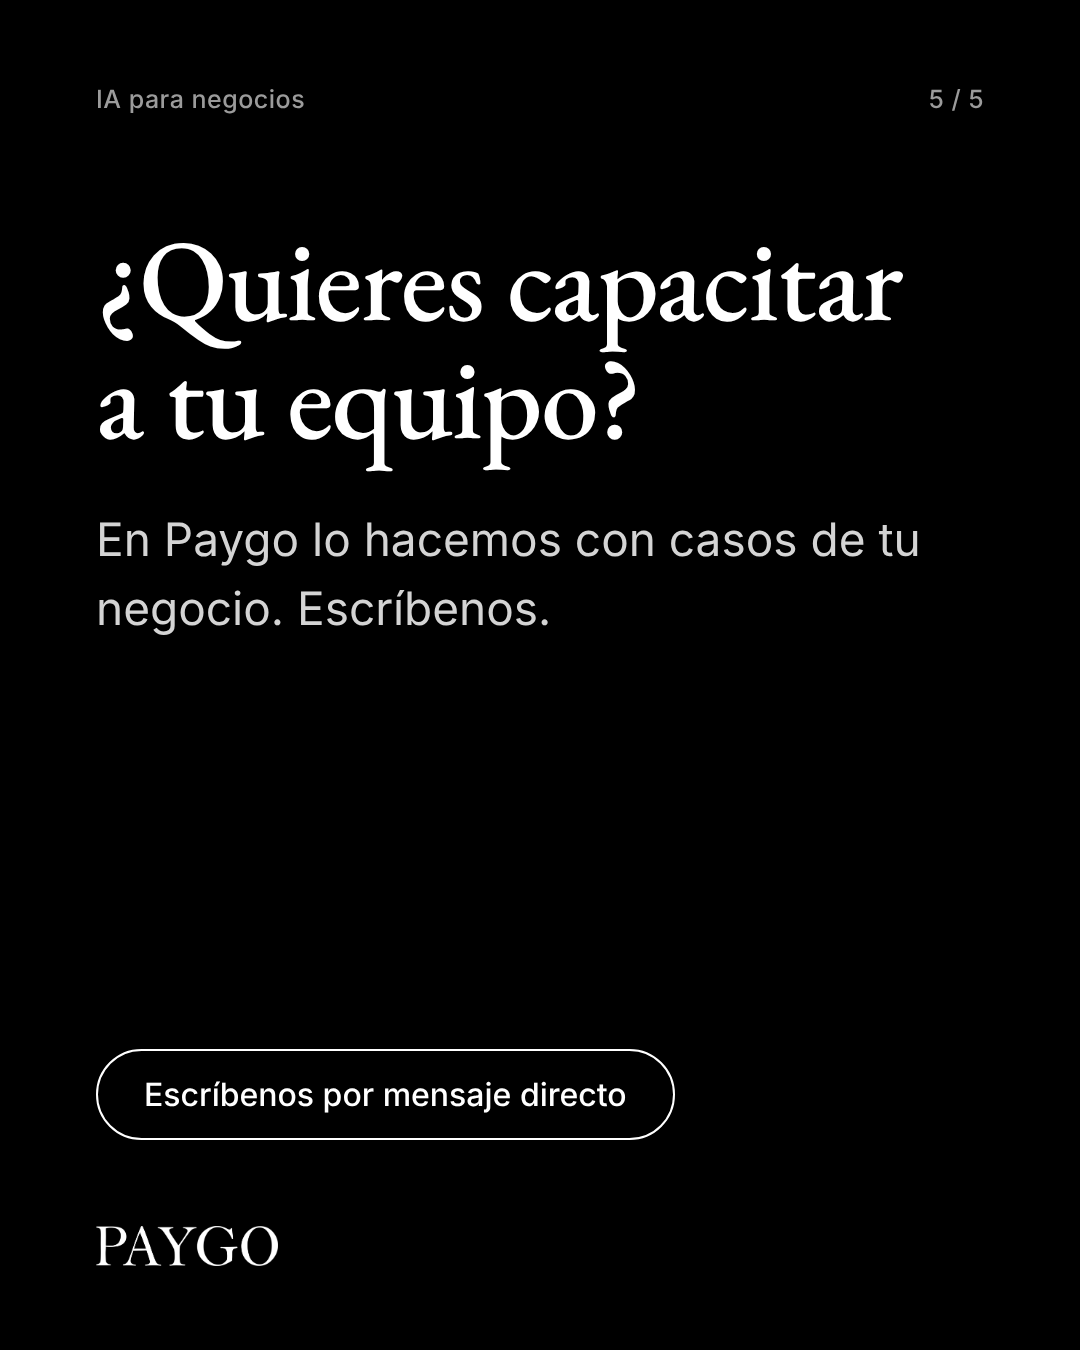 IA para negocios
5 / 5
¿Quieres capacitar
a tu equipo?
En Paygo lo hacemos con casos de tu
negocio. Escríbenos.
Escríbenos por mensaje directo
PAYGO